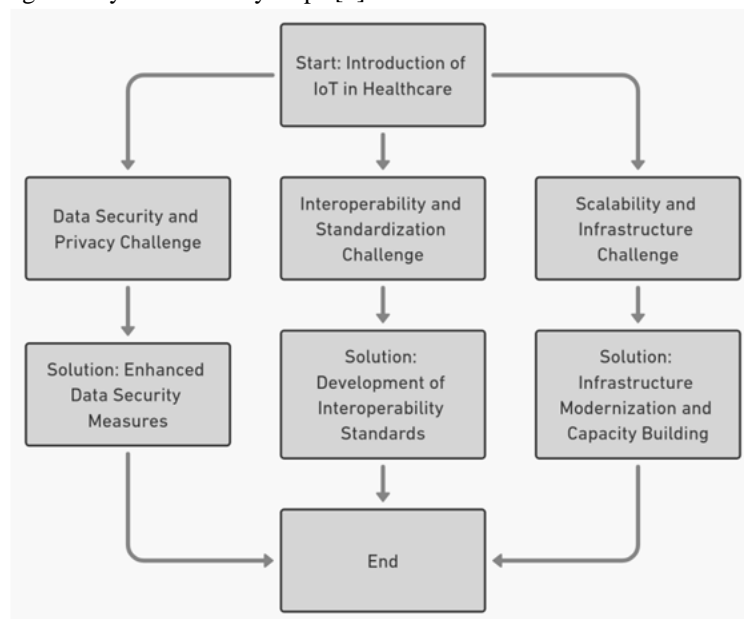 Start: Introduction of
IoT in Healthcare
Data Security and
Privacy Challenge
Interoperability and
Standardization
Challenge
Scalability and
Infrastructure
Challenge
Solution: Enhanced
Data Security
Measures
Solution:
Development of
Interoperability
Standards
Solution:
Infrastructure
Modernization and
Capacity Building
End